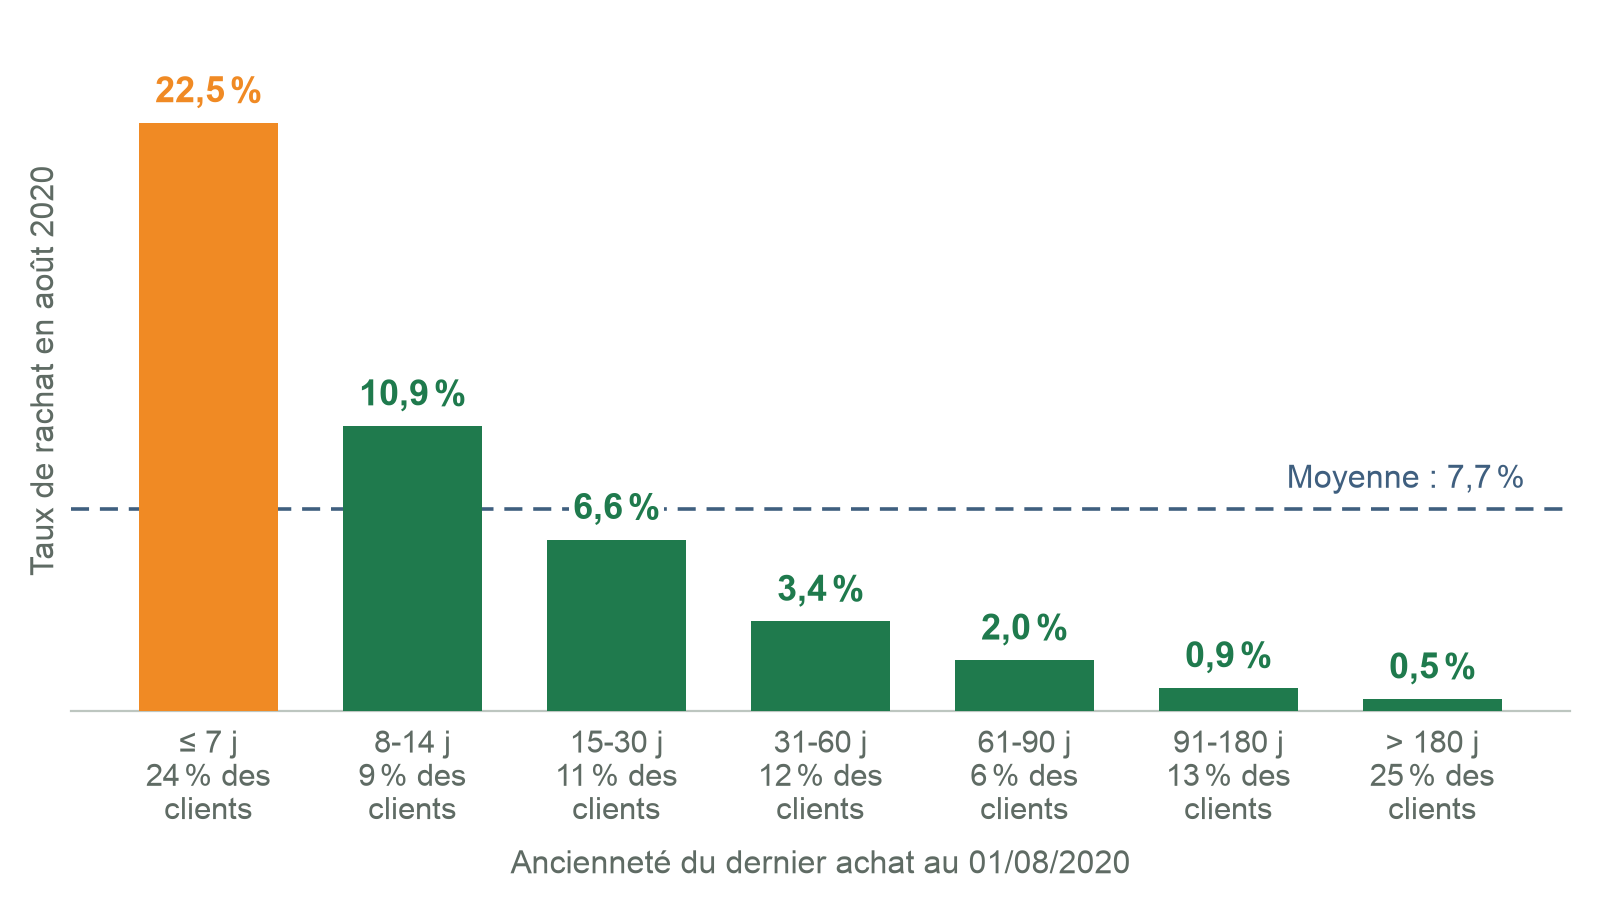 22,5 %
10,9 %
Moyenne : 7,7 %
6,6 %
3,4 %
2,0 %
0,9 %
0,5 %
Taux de rachat en août 2020
≤ 7 j
24 % des
clients
8-14 j
9 % des
clients
15-30 j
11 % des
clients
31-60 j
12 % des
clients
61-90 j
6 % des
clients
91-180 j
13 % des
clients
> 180 j
25 % des
clients
Ancienneté du dernier achat au 01/08/2020